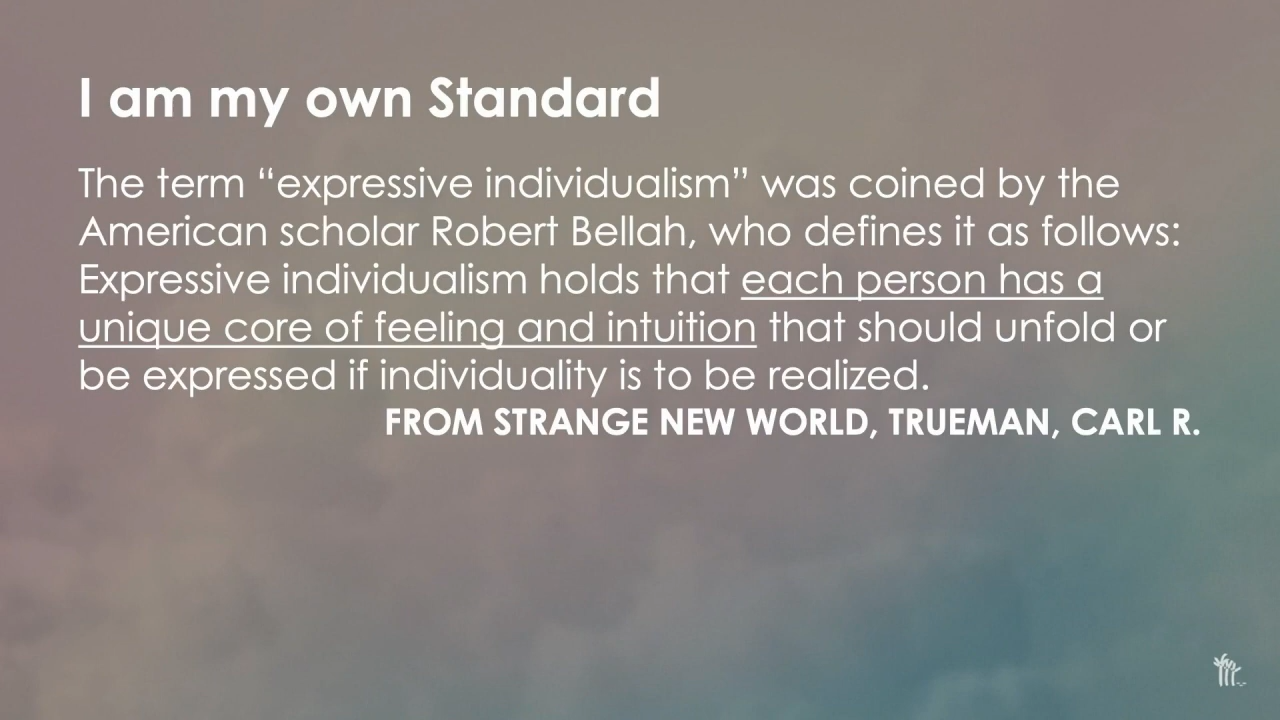 I am my own Standard
The term “expressive individualism” was coined by the
American scholar Robert Bellah, who defines it as follows:
Expressive individualism holds that each person has a
unique core of feeling and intuition that should unfold or
be expressed if individuality is to be realized.
FROM STRANGE NEW WORLD, TRUEMAN, CARL R.